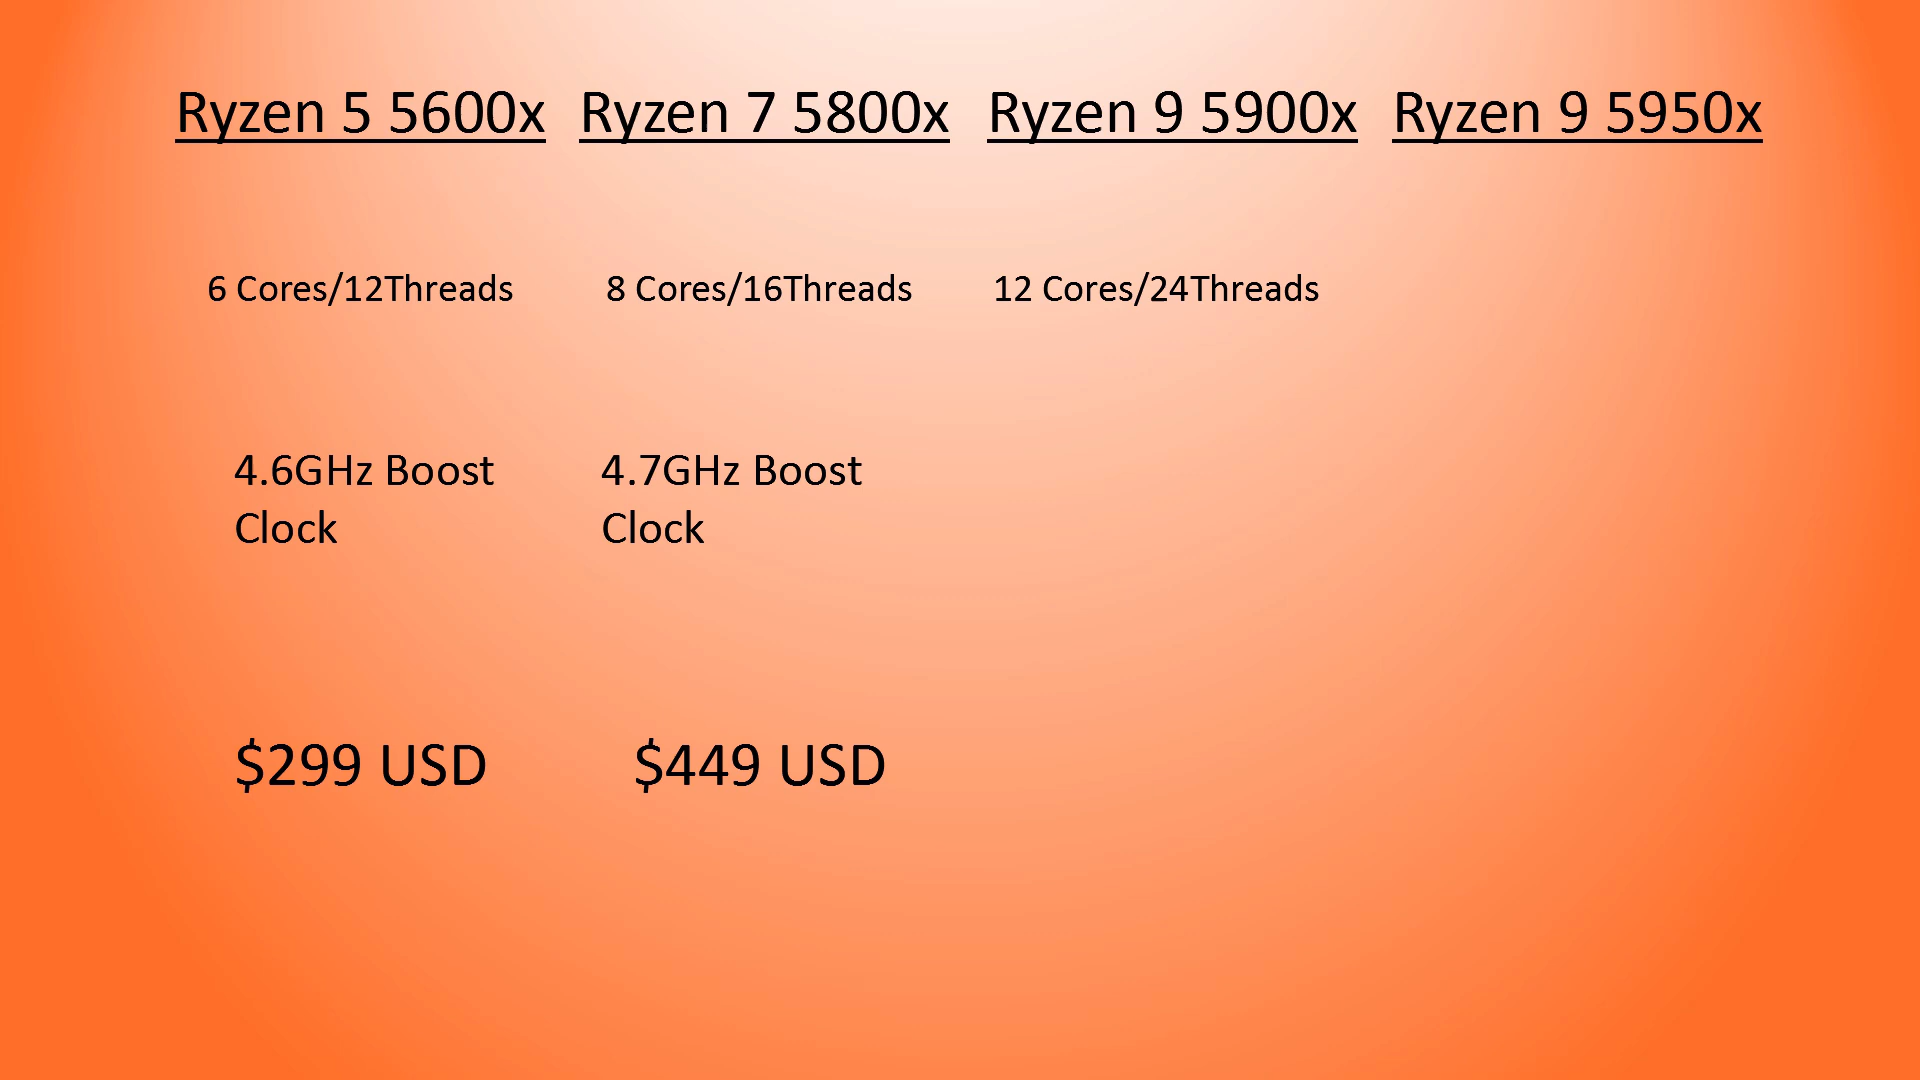 Ryzen 5 5600x Ryzen 7 5800x Ryzen 9 5900x Ryzen 9 5950x
6 Cores/12Threads 8 Cores/16Threads 12 Cores/24Threads
4.6GHz Boost 4.7GHz Boost
Clock Clock
$299 USD $449 USD